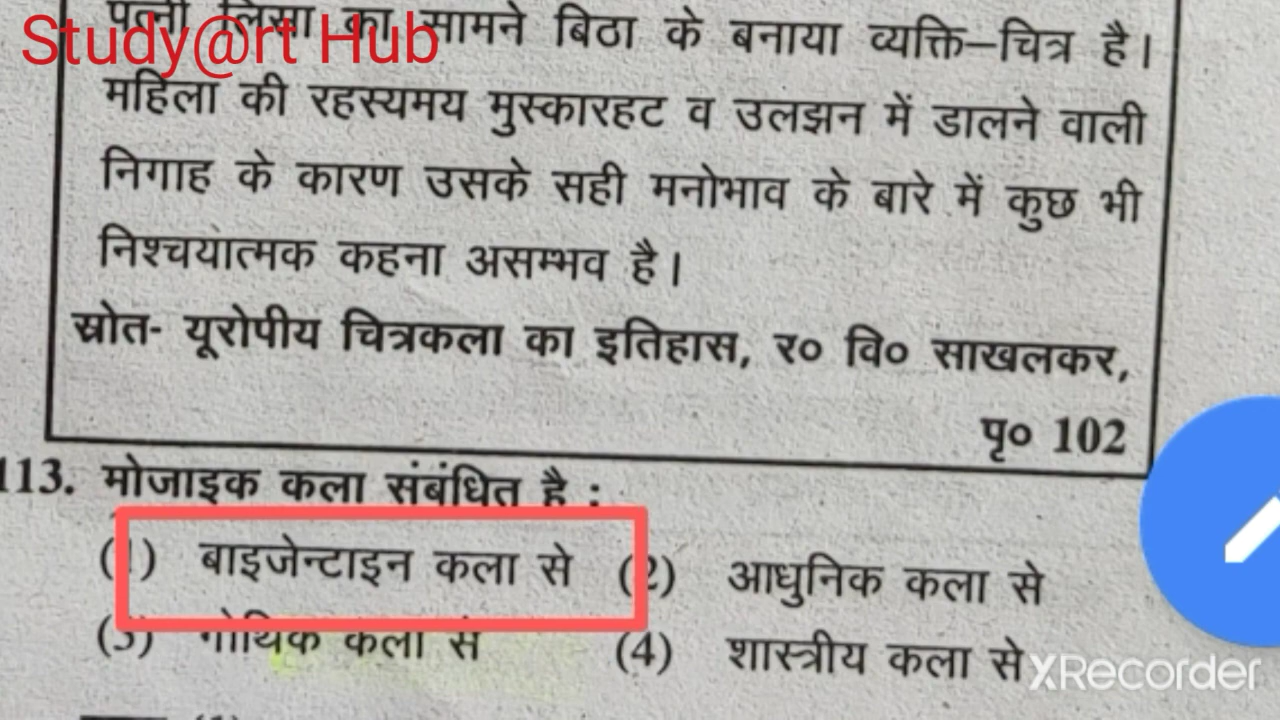 Study@rt Hub
पत्नी लिसा का सामने बिठा के बनाया व्यक्ति–चित्र है।
महिला की रहस्यमय मुस्कारहट व उलझन में डालने वाली
निगाह के कारण उसके सही मनोभाव के बारे में कुछ भी
निश्चयात्मक कहना असम्भव है।
स्रोत- यूरोपीय चित्रकला का इतिहास, र० वि० साखलकर,
पृ० 102
113. मोजाइक कला संबंधित है :
(1) बाइजेन्टाइन कला से (2) आधुनिक कला से
(3) गोथिक कला से (4) शास्त्रीय कला से
XRecorder